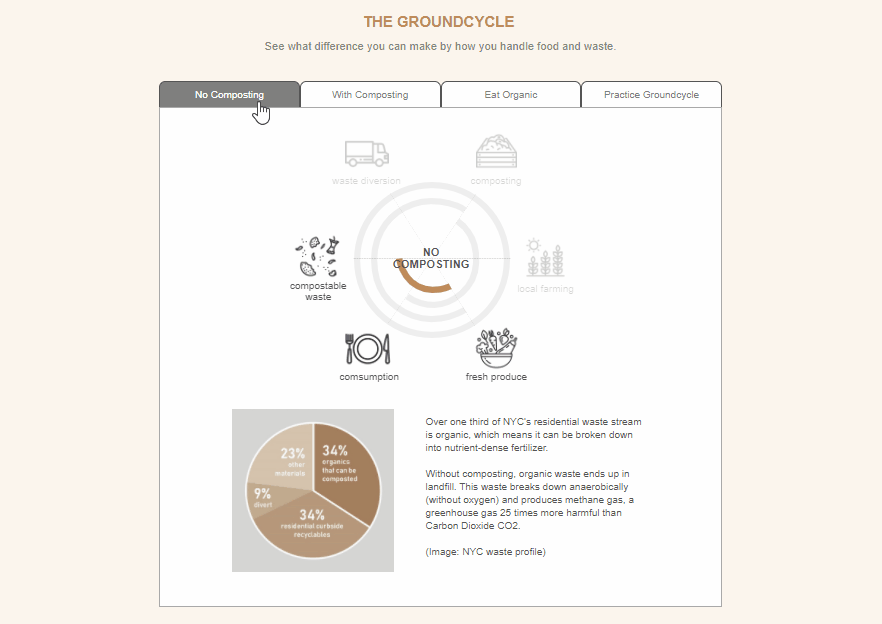 THE GROUNDCYCLE
See what difference you can make by how you handle food and waste.
No Composting
With Composting
Eat Organic
Practice Groundcycle
waste diversion
composting
NO
COMPOSTING
compostable
waste
local farming
comsumption
fresh produce
23%
other
materials
34%
organics
that can be
composted
9%
divert
34%
residential curbside
recyclables
Over one third of NYC's residential waste stream
is organic, which means it can be broken down
into nutrient-dense fertilizer.
Without composting, organic waste ends up in
landfill. This waste breaks down anaerobically
(without oxygen) and produces methane gas, a
greenhouse gas 25 times more harmful than
Carbon Dioxide CO2.
(Image: NYC waste profile)